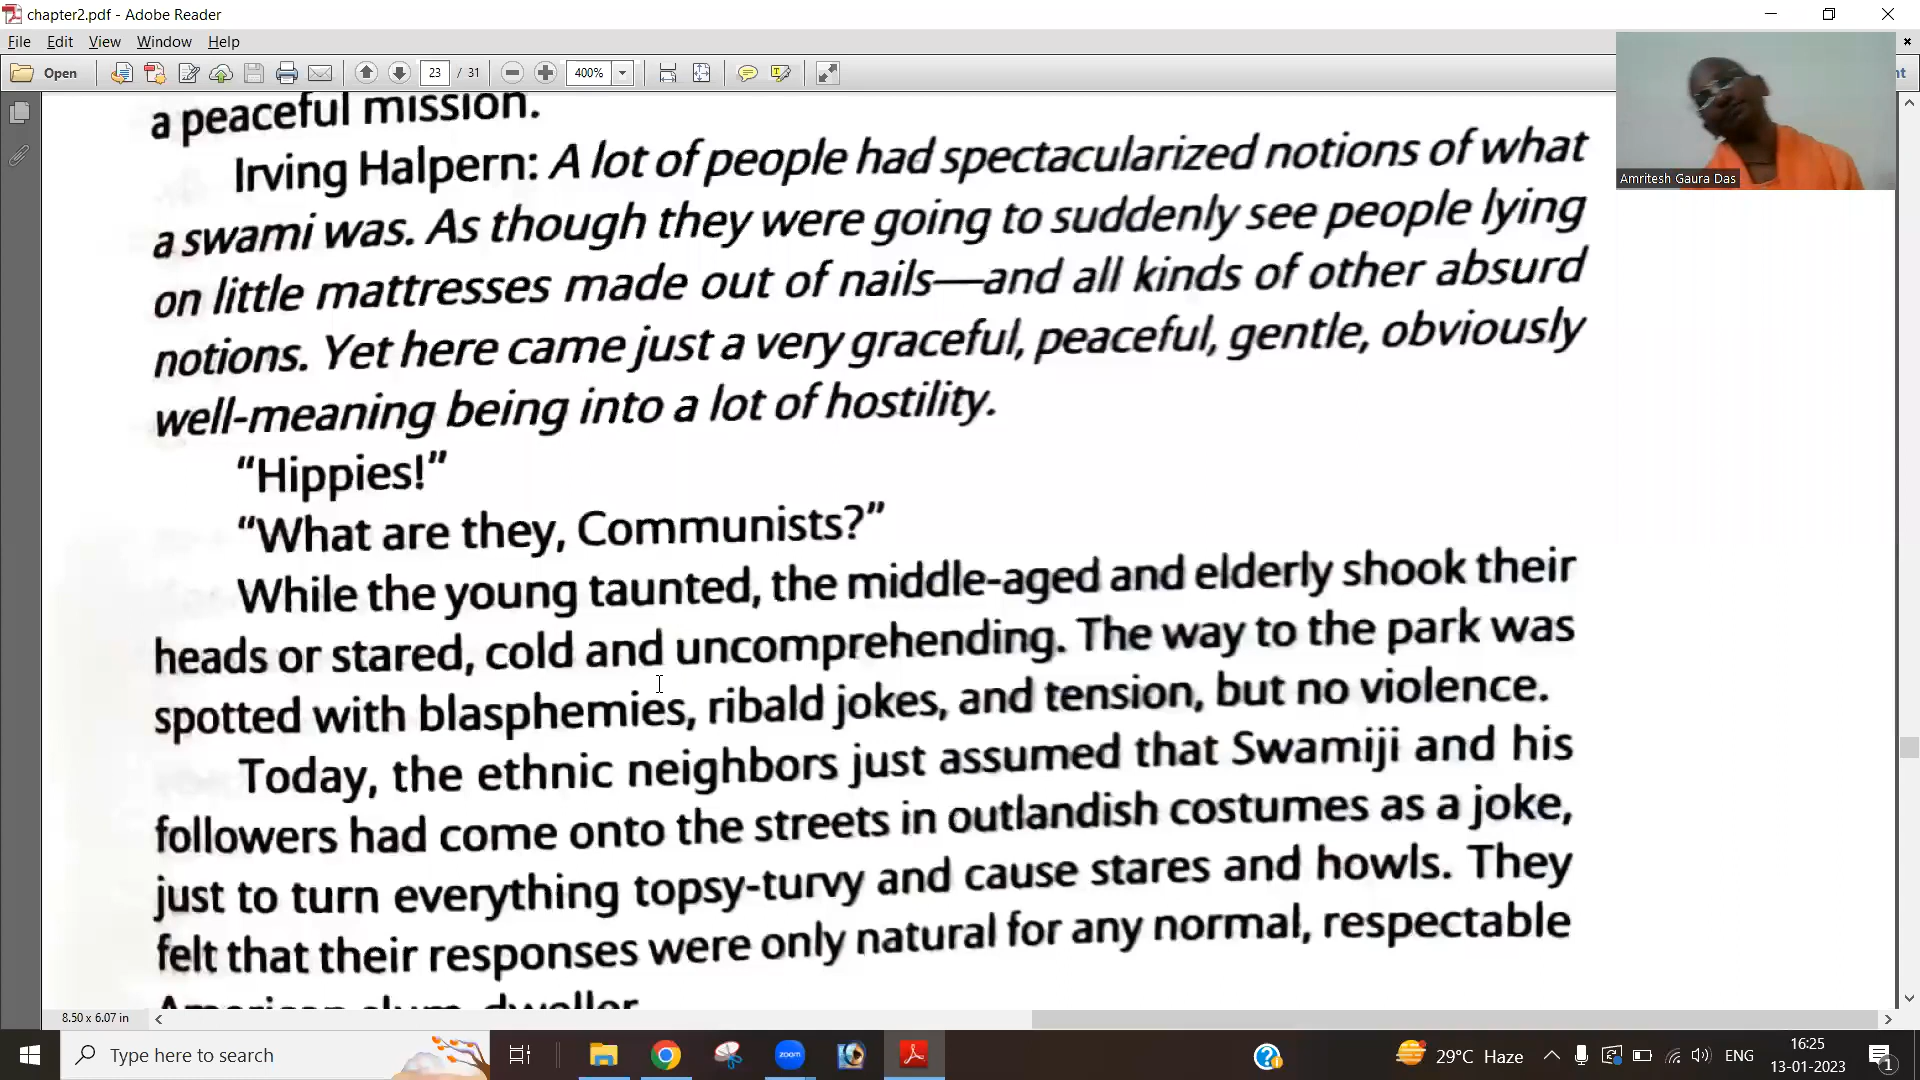 chapter2.pdf - Adobe Reader
File Edit View Window Help
Open 23 / 31 400%
Amritesh Gaura Das
a peaceful mission.
Irving Halpern: A lot of people had spectacularized notions of what
a swami was. As though they were going to suddenly see people lying
on little mattresses made out of nails—and all kinds of other absurd
notions. Yet here came just a very graceful, peaceful, gentle, obviously
well-meaning being into a lot of hostility.
“Hippies!”
“What are they, Communists?”
While the young taunted, the middle-aged and elderly shook their
heads or stared, cold and uncomprehending. The way to the park was
spotted with blasphemies, ribald jokes, and tension, but no violence.
Today, the ethnic neighbors just assumed that Swamiji and his
followers had come onto the streets in outlandish costumes as a joke,
just to turn everything topsy-turvy and cause stares and howls. They
felt that their responses were only natural for any normal, respectable
American slum-dweller.
8.50 x 6.07 in
Type here to search
zoom
29°C Haze
ENG
16:25
13-01-2023
1